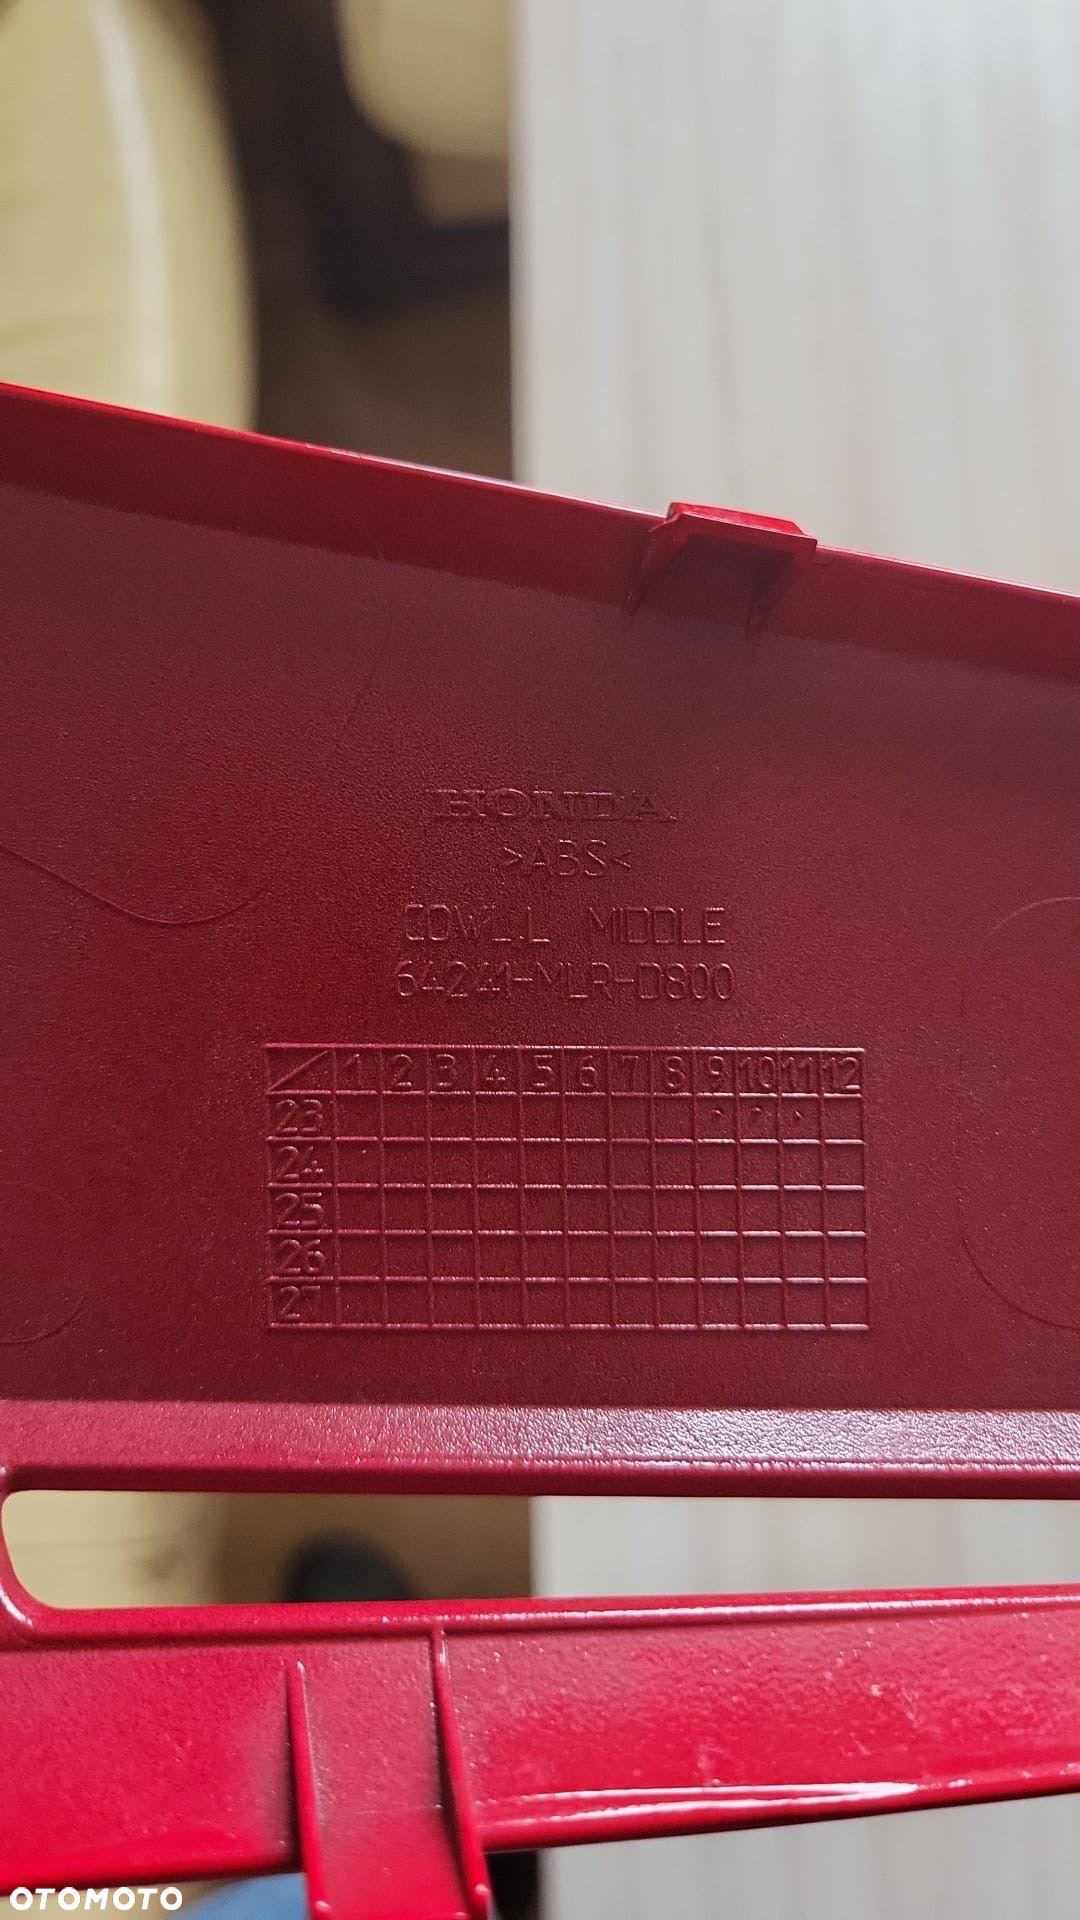 HONDA
>ABS<
COWL.L MIDDLE
64241-MLR-D800
1 2 3 4 5 6 7 8 9 10 11 12
23
24
25
26
27
OTOMOTO